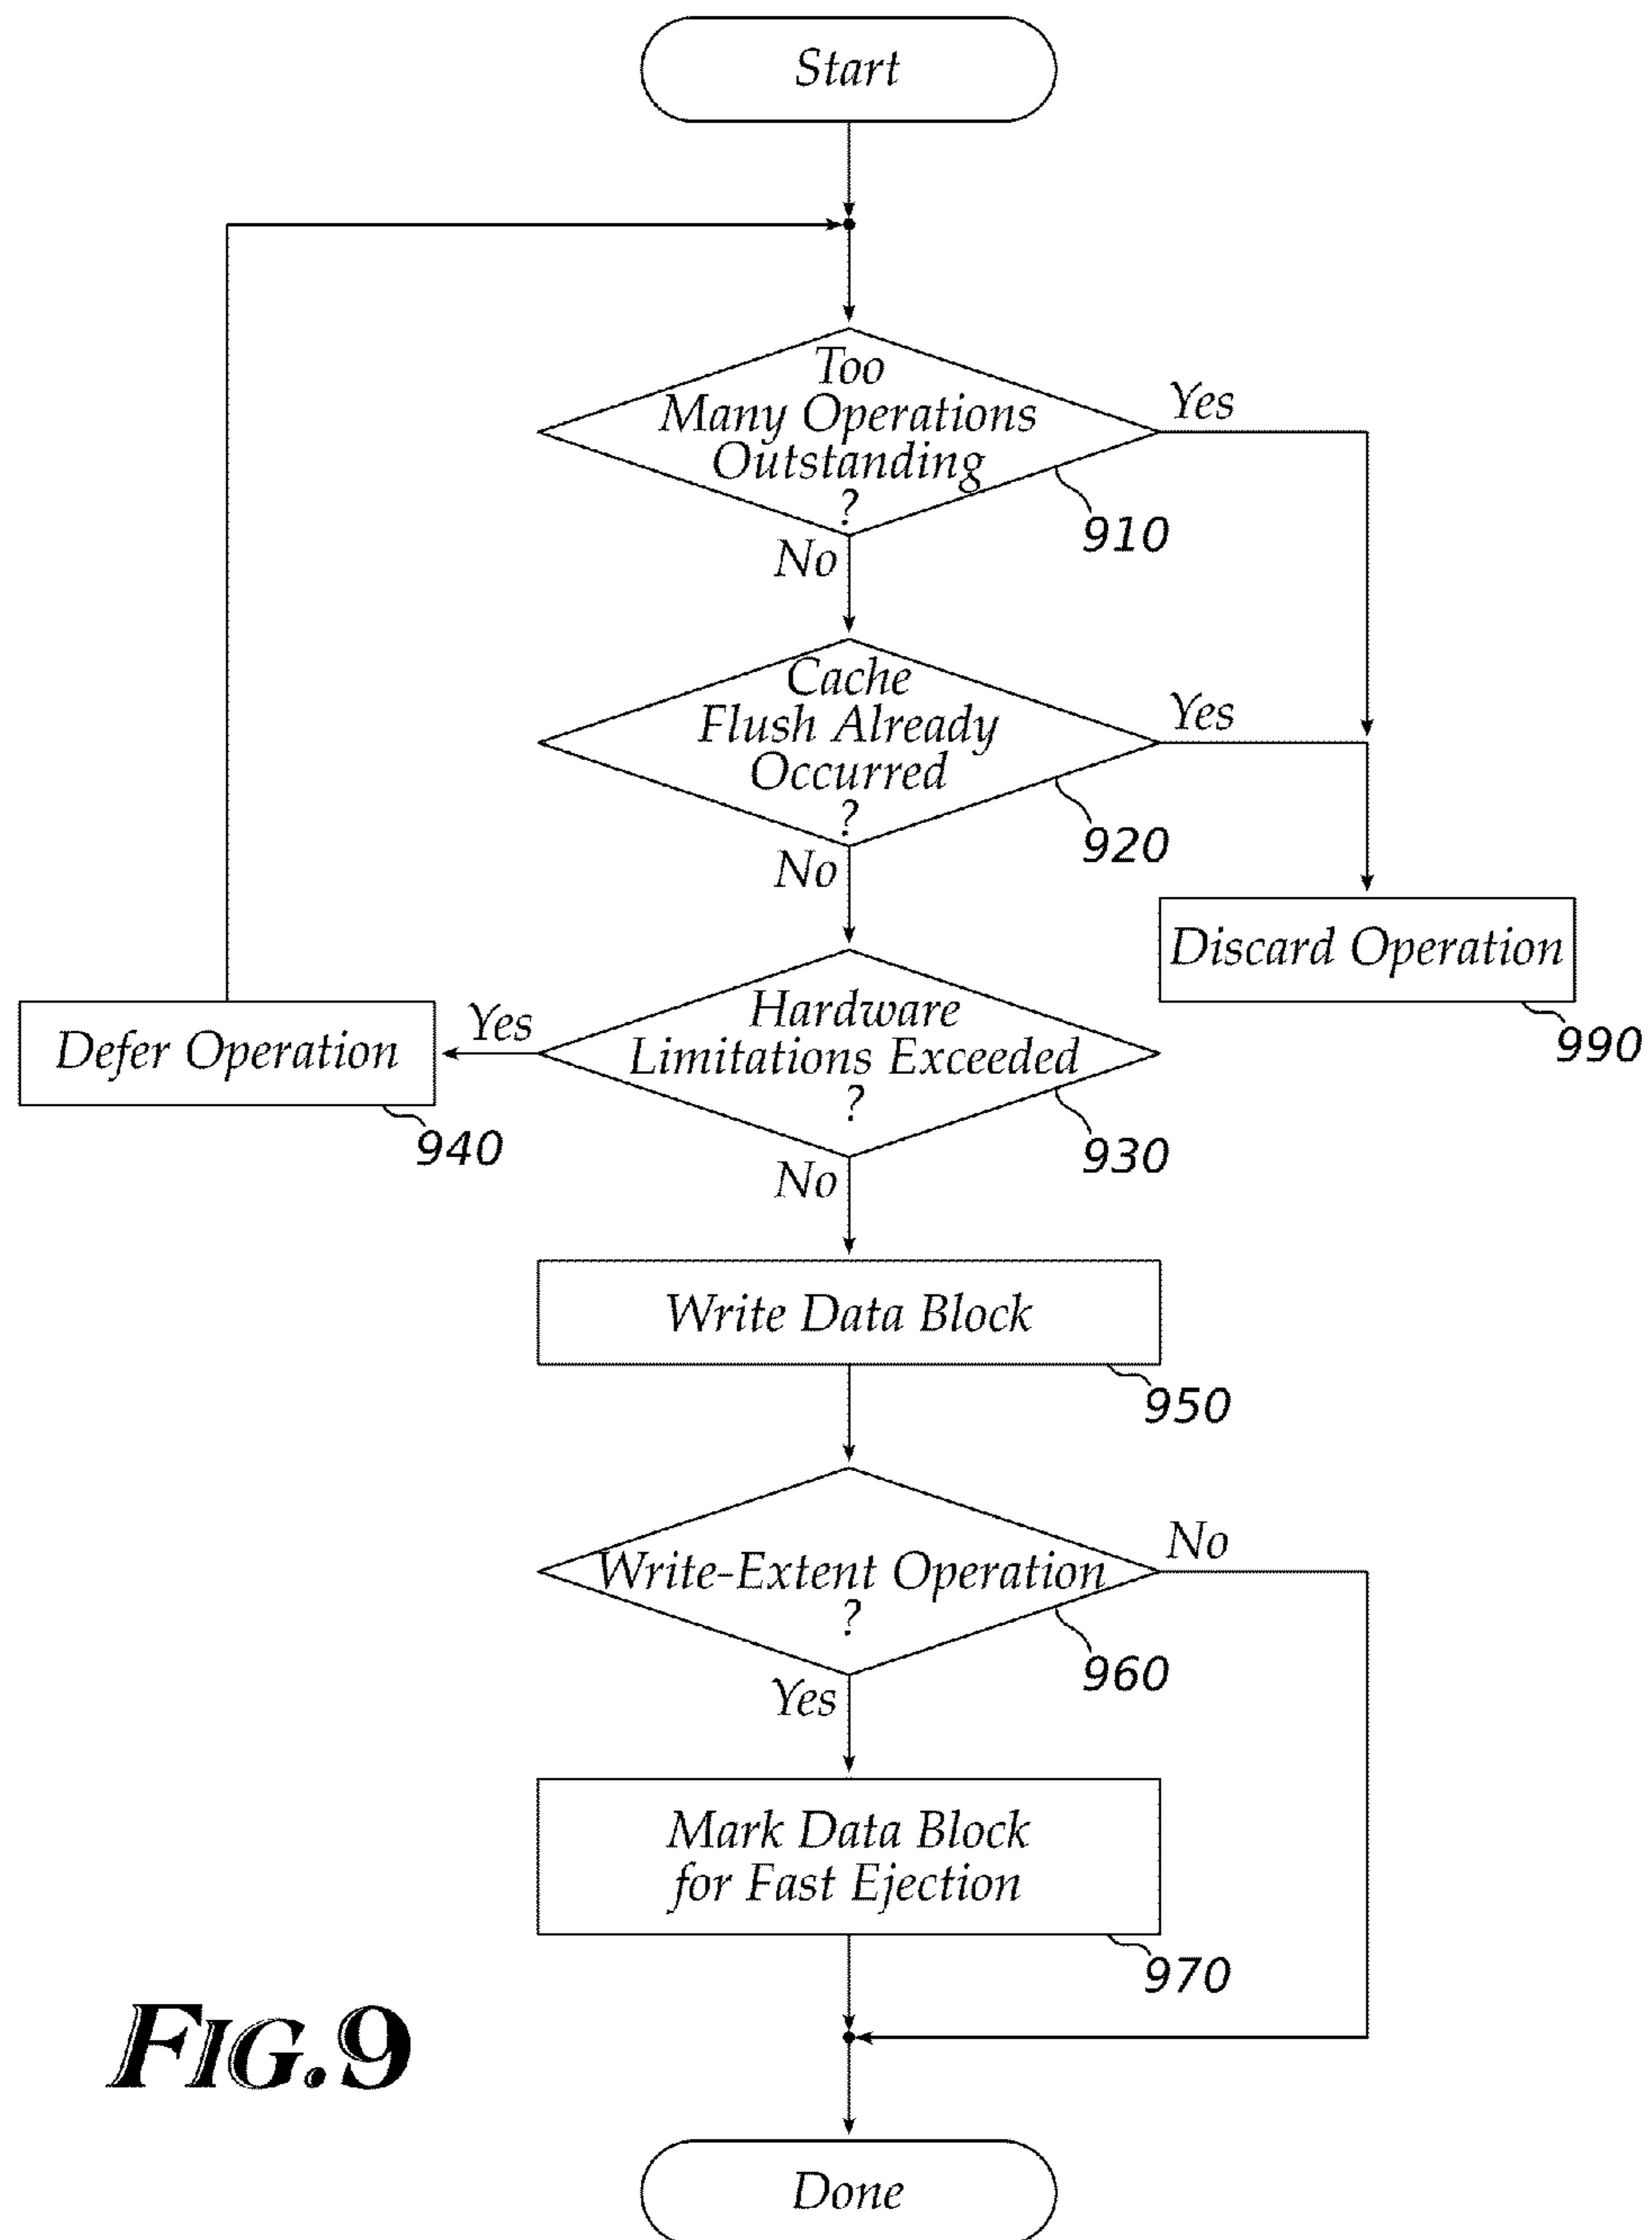 Start
Too
Many Operations
Outstanding
?
Yes
910
No
Cache
Flush Already
Occurred
?
Yes
920
No
Discard Operation
990
Hardware
Limitations Exceeded
?
Yes
Defer Operation
940
930
No
Write Data Block
950
Write-Extent Operation
?
No
960
Yes
Mark Data Block
for Fast Ejection
970
FIG.9
Done